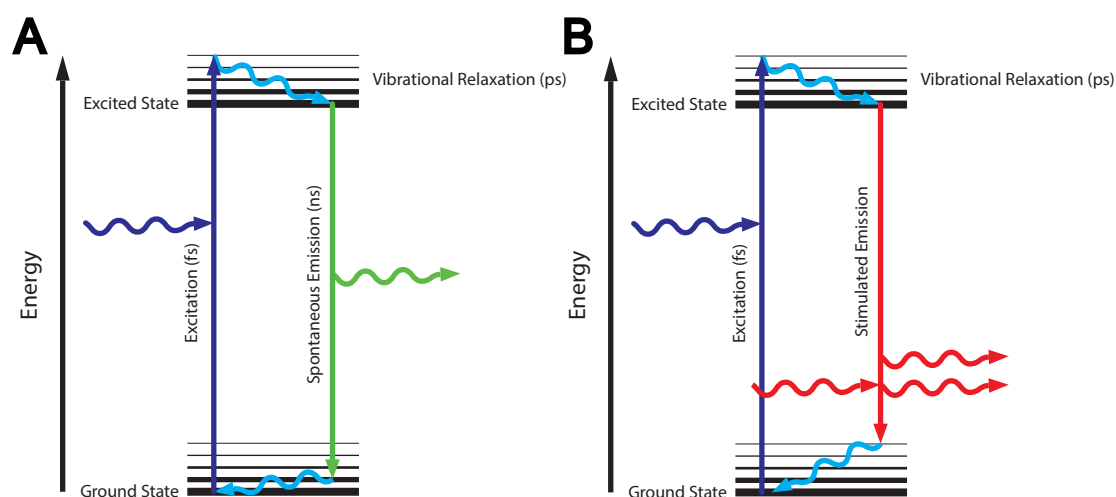 A
Vibrational Relaxation (ps)
Excited State
Energy
Excitation (fs)
Spontaneous Emission (ns)
Ground State
B
Vibrational Relaxation (ps)
Excited State
Energy
Excitation (fs)
Stimulated Emission
Ground State